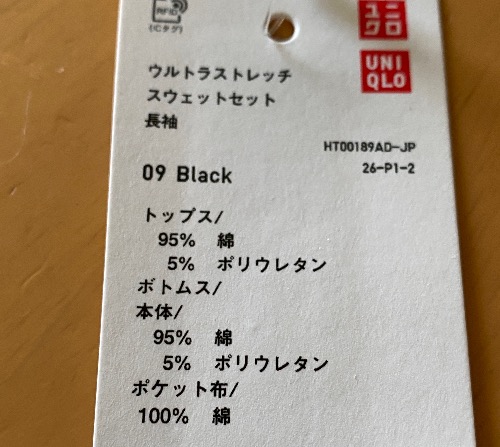 RFID
(ICタグ)
ユニ
クロ
UNI
QLO
ウルトラストレッチ
スウェットセット
長袖
HT00189AD-JP
26-P1-2
09 Black
トップス/
95% 綿
5% ポリウレタン
ボトムス/
本体/
95% 綿
5% ポリウレタン
ポケット布/
100% 綿